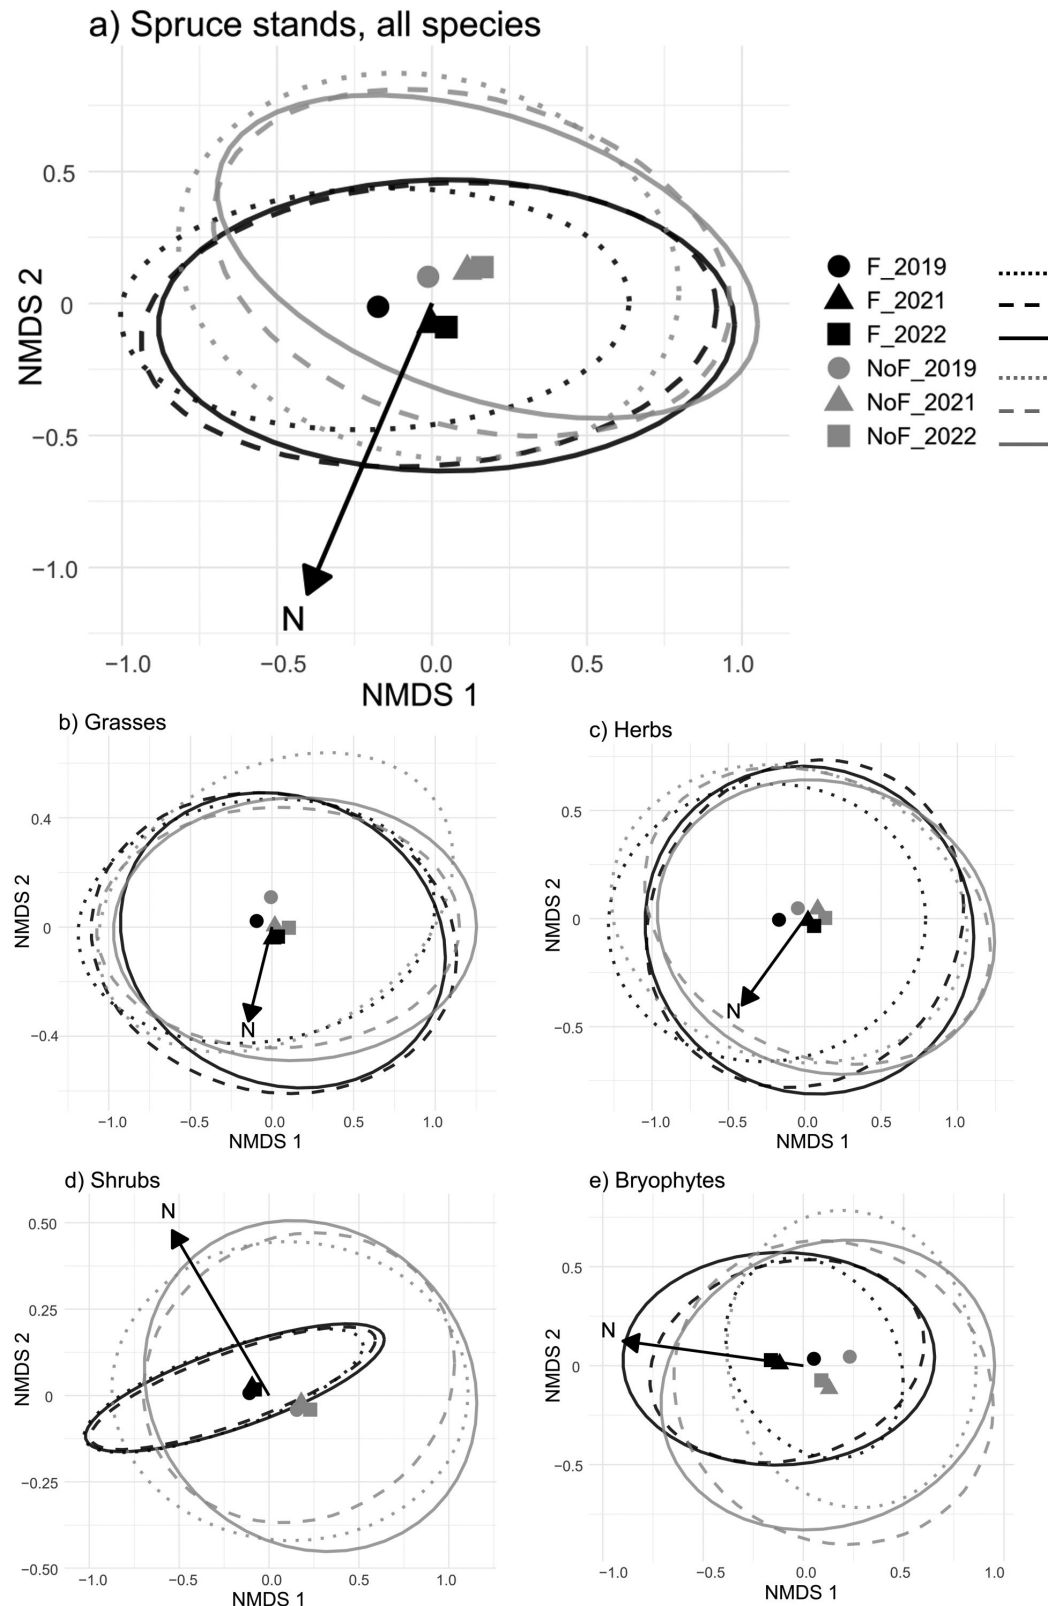 a) Spruce stands, all species
0.5
0
−0.5
−1.0
NMDS 2
N
−1.0
−0.5
0.0
0.5
1.0
NMDS 1
F_2019
F_2021
F_2022
NoF_2019
NoF_2021
NoF_2022
b) Grasses
0.4
0
−0.4
NMDS 2
N
−1.0
−0.5
0.0
0.5
1.0
NMDS 1
c) Herbs
0.5
0
−0.5
NMDS 2
N
−1.0
−0.5
0.0
0.5
1.0
NMDS 1
d) Shrubs
N
0.50
0.25
0
−0.25
−0.50
NMDS 2
−1.0
−0.5
0.0
0.5
1.0
NMDS 1
e) Bryophytes
0.5
0
−0.5
NMDS 2
N
−1.0
−0.5
0.0
0.5
1.0
NMDS 1